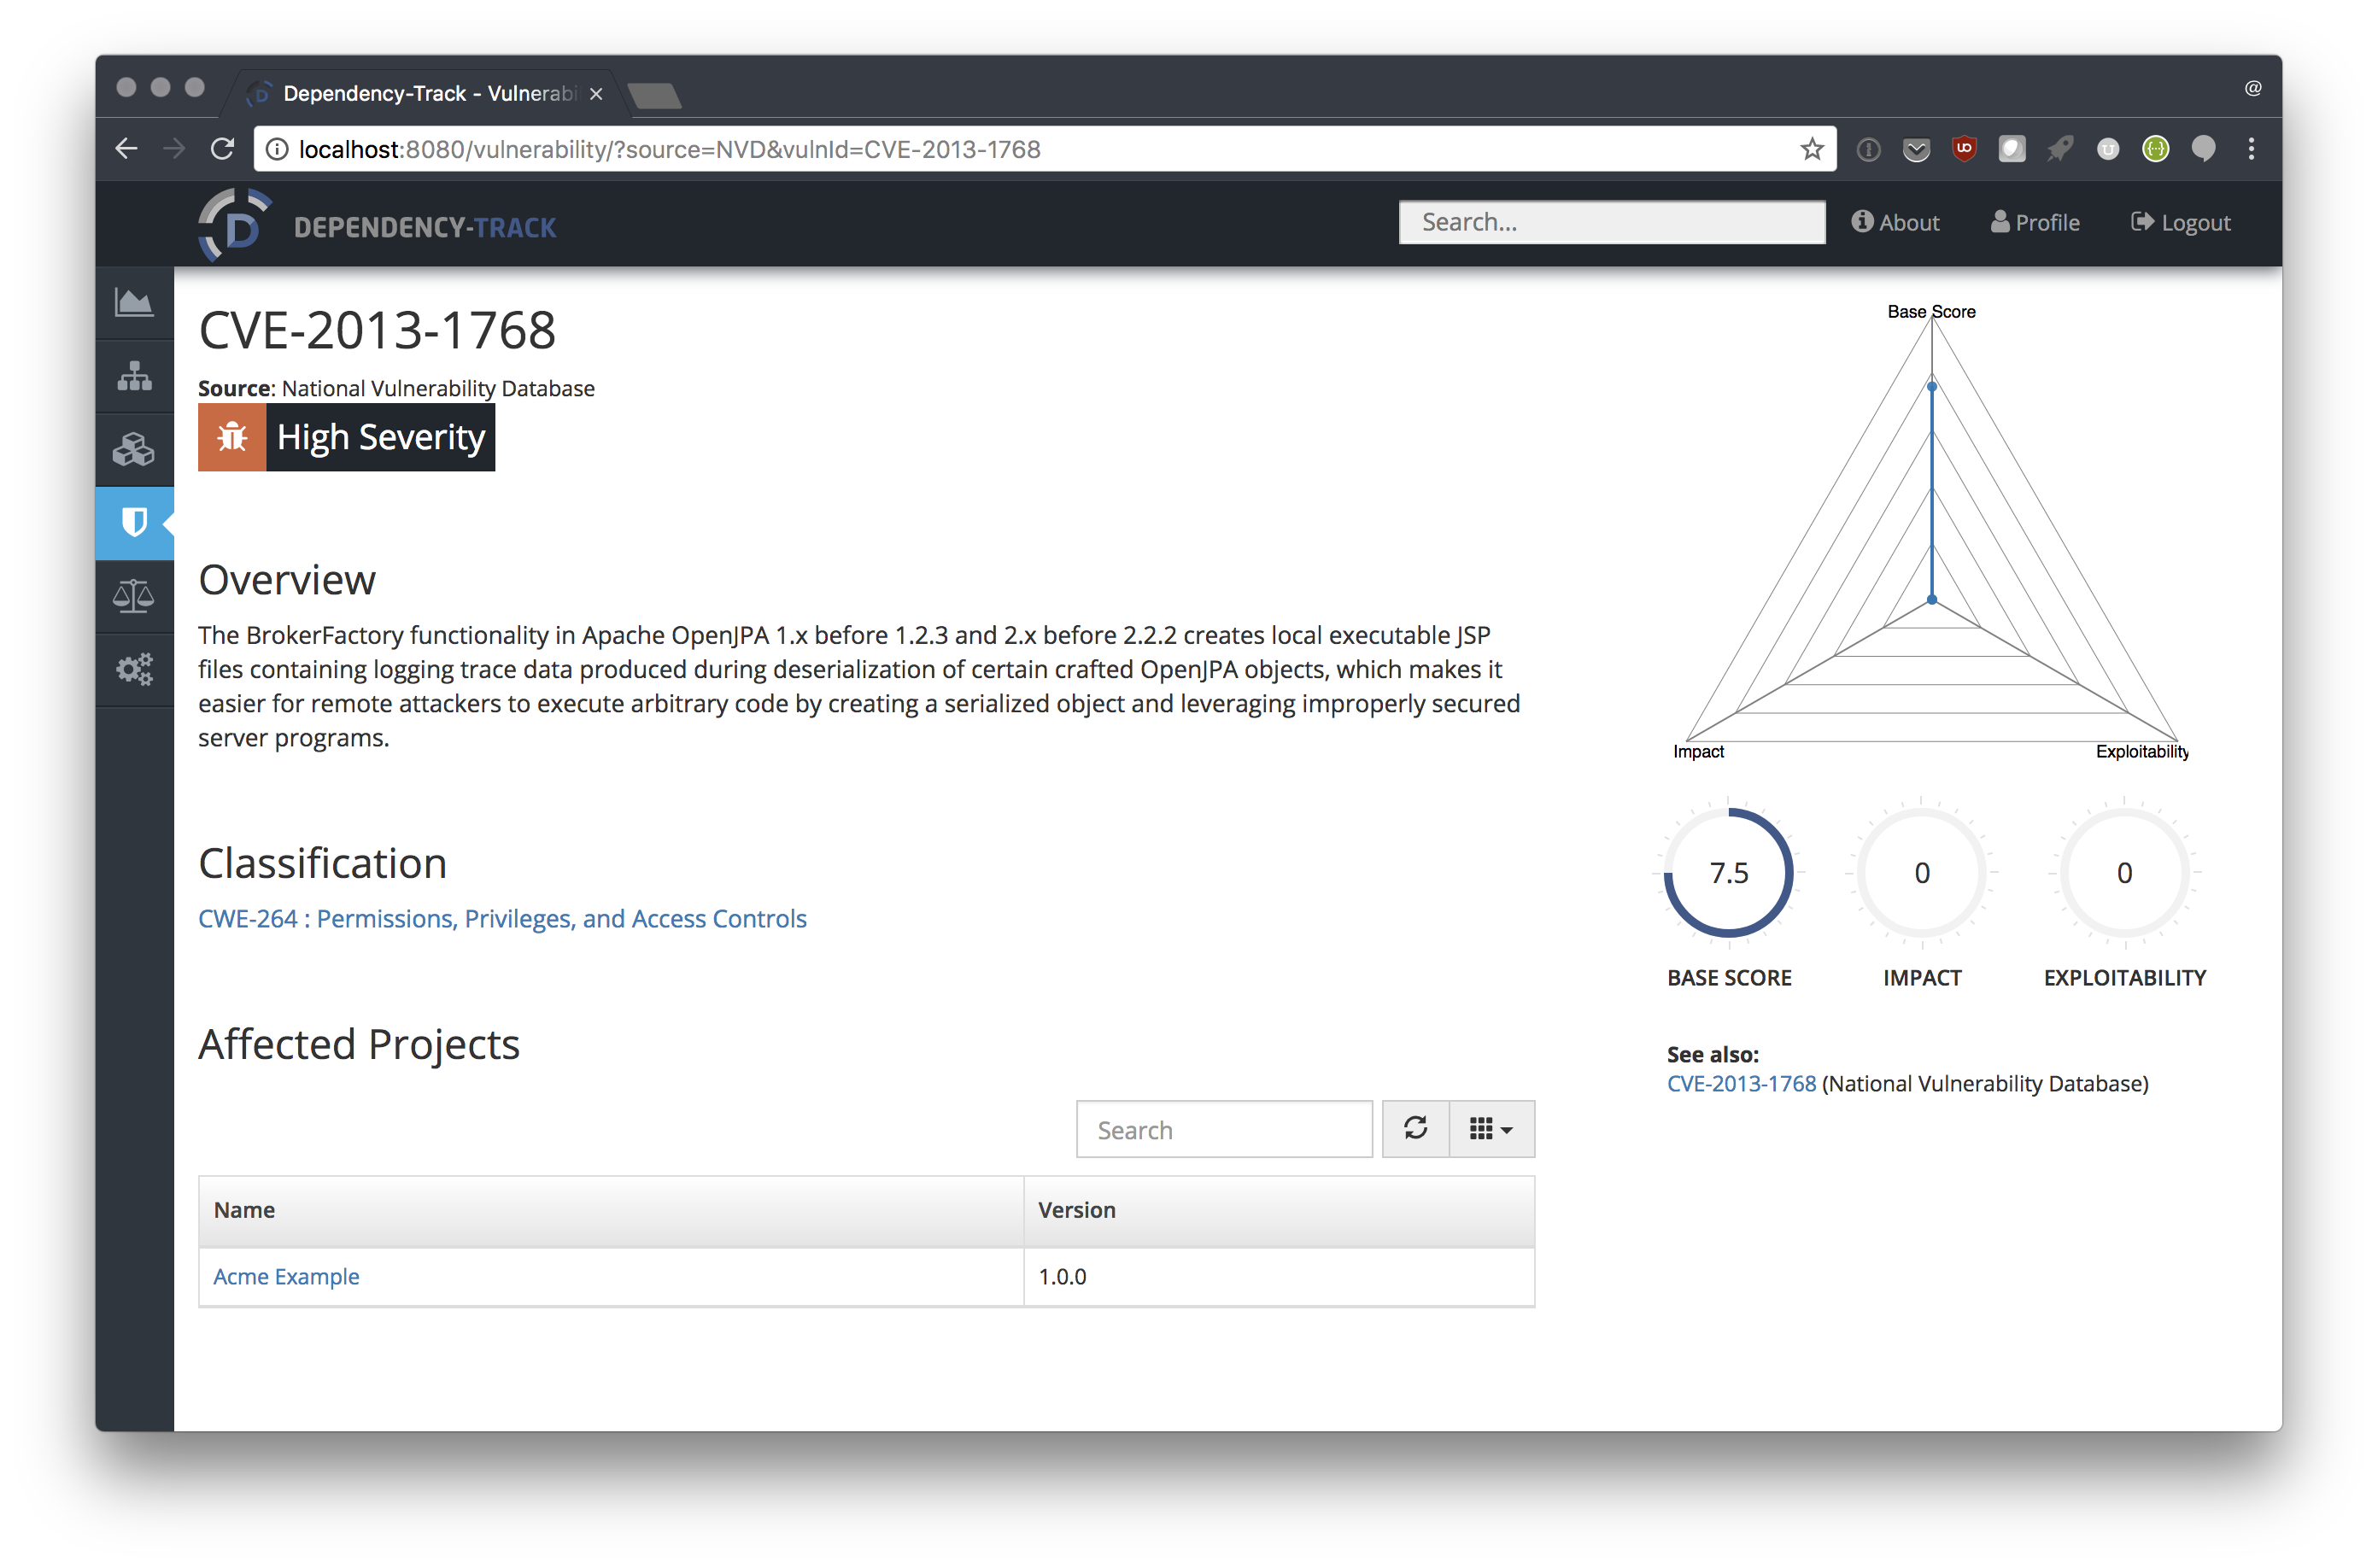 Dependency-Track - Vulnerabi
@
localhost:8080/vulnerability/?source=NVD&vulnId=CVE-2013-1768
DEPENDENCY-TRACK
Search...
About
Profile
Logout
CVE-2013-1768
Source: National Vulnerability Database
High Severity
Overview
The BrokerFactory functionality in Apache OpenJPA 1.x before 1.2.3 and 2.x before 2.2.2 creates local executable JSP
files containing logging trace data produced during deserialization of certain crafted OpenJPA objects, which makes it
easier for remote attackers to execute arbitrary code by creating a serialized object and leveraging improperly secured
server programs.
Classification
CWE-264 : Permissions, Privileges, and Access Controls
Affected Projects
Search
Name Version
Acme Example 1.0.0
Base Score
Impact
Exploitability
7.5 0 0
BASE SCORE IMPACT EXPLOITABILITY
See also:
CVE-2013-1768 (National Vulnerability Database)